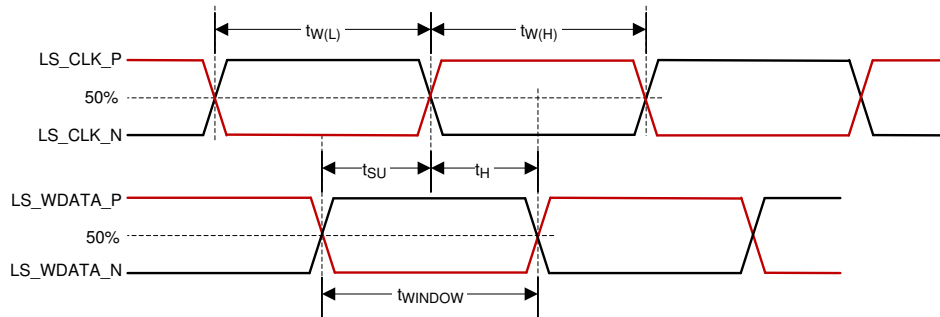 tW(L) tW(H)
LS_CLK_P
50%
LS_CLK_N
tSU tH
LS_WDATA_P
50%
LS_WDATA_N
tWINDOW